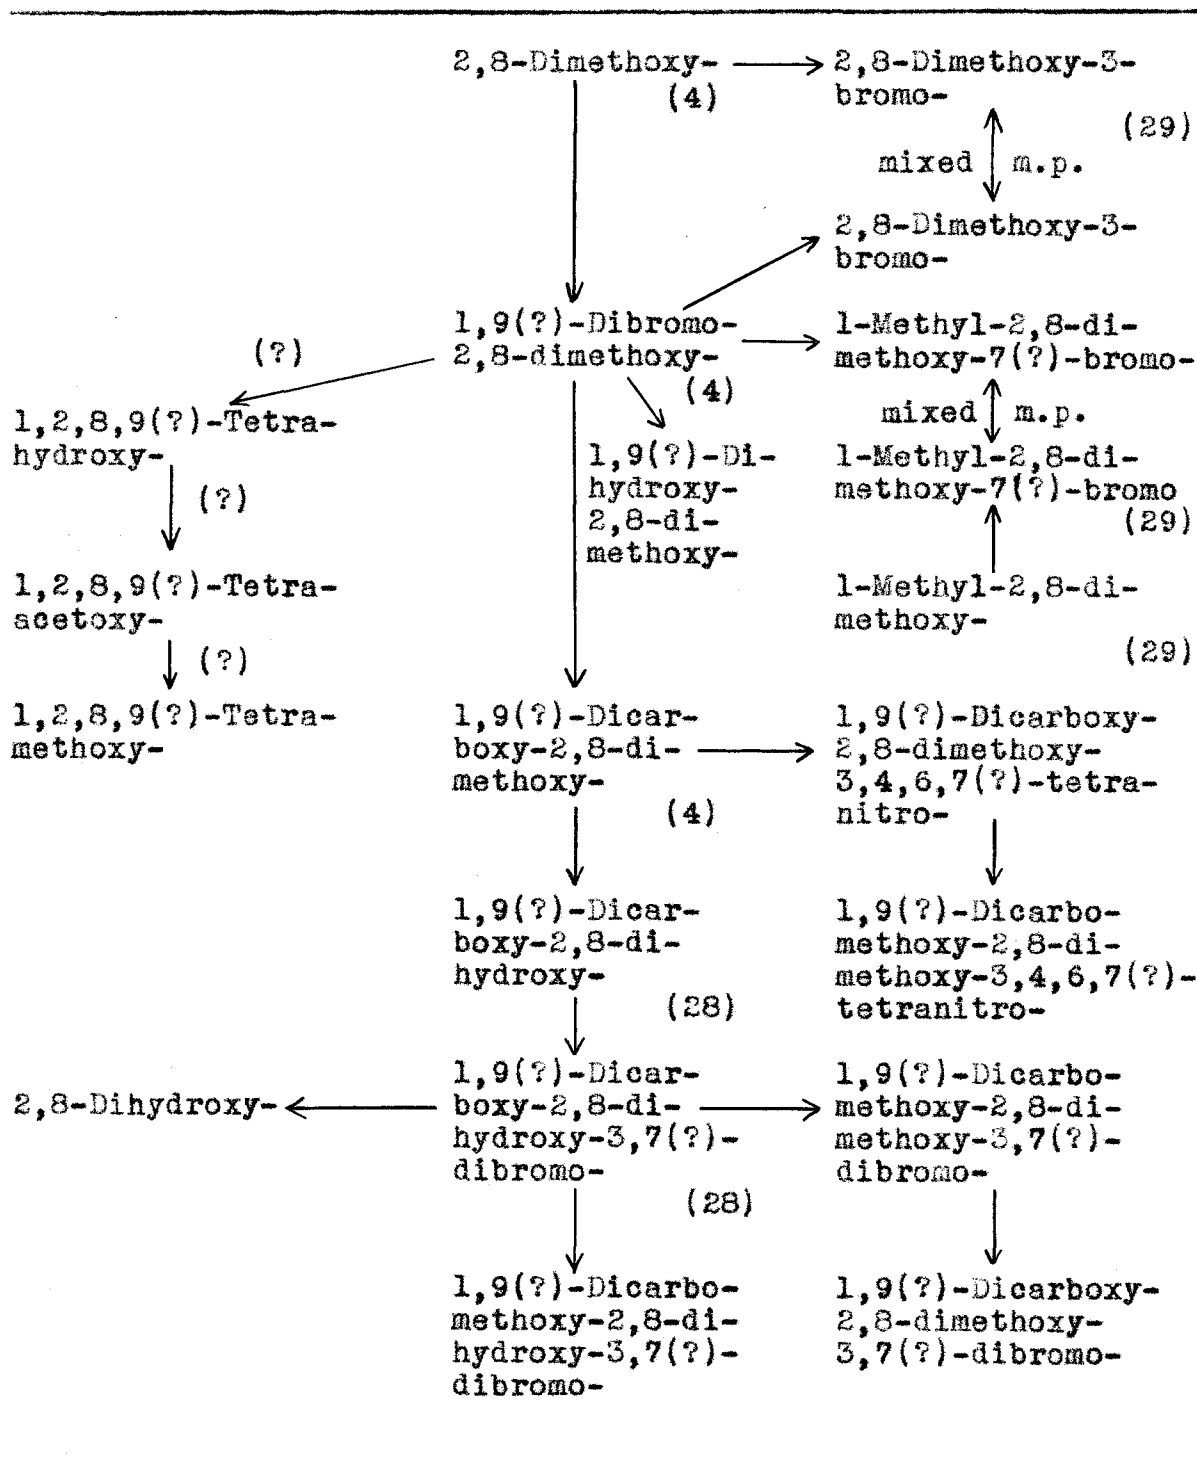 2,8-Dimethoxy-
(4)
2,8-Dimethoxy-3-
bromo-
(29)
mixed m.p.
2,8-Dimethoxy-3-
bromo-
1,9(?)-Dibromo-
2,8-dimethoxy-
(4)
(?)
1-Methyl-2,8-di-
methoxy-7(?)-bromo-
mixed m.p.
1-Methyl-2,8-di-
methoxy-7(?)-bromo
(29)
1-Methyl-2,8-di-
methoxy-
(29)
1,2,8,9(?)-Tetra-
hydroxy-
(?)
1,9(?)-Di-
hydroxy-
2,8-di-
methoxy-
1,2,8,9(?)-Tetra-
acetoxy-
(?)
1,2,8,9(?)-Tetra-
methoxy-
1,9(?)-Dicar-
boxy-2,8-di-
methoxy-
(4)
1,9(?)-Dicarboxy-
2,8-dimethoxy-
3,4,6,7(?)-tetra-
nitro-
1,9(?)-Dicar-
boxy-2,8-di-
hydroxy-
(28)
1,9(?)-Dicarbo-
methoxy-2,8-di-
methoxy-3,4,6,7(?)-
tetranitro-
2,8-Dihydroxy-
1,9(?)-Dicar-
boxy-2,8-di-
hydroxy-3,7(?)-
dibromo-
(28)
1,9(?)-Dicarbo-
methoxy-2,8-di-
methoxy-3,7(?)-
dibromo-
1,9(?)-Dicarbo-
methoxy-2,8-di-
hydroxy-3,7(?)-
dibromo-
1,9(?)-Dicarboxy-
2,8-dimethoxy-
3,7(?)-dibromo-